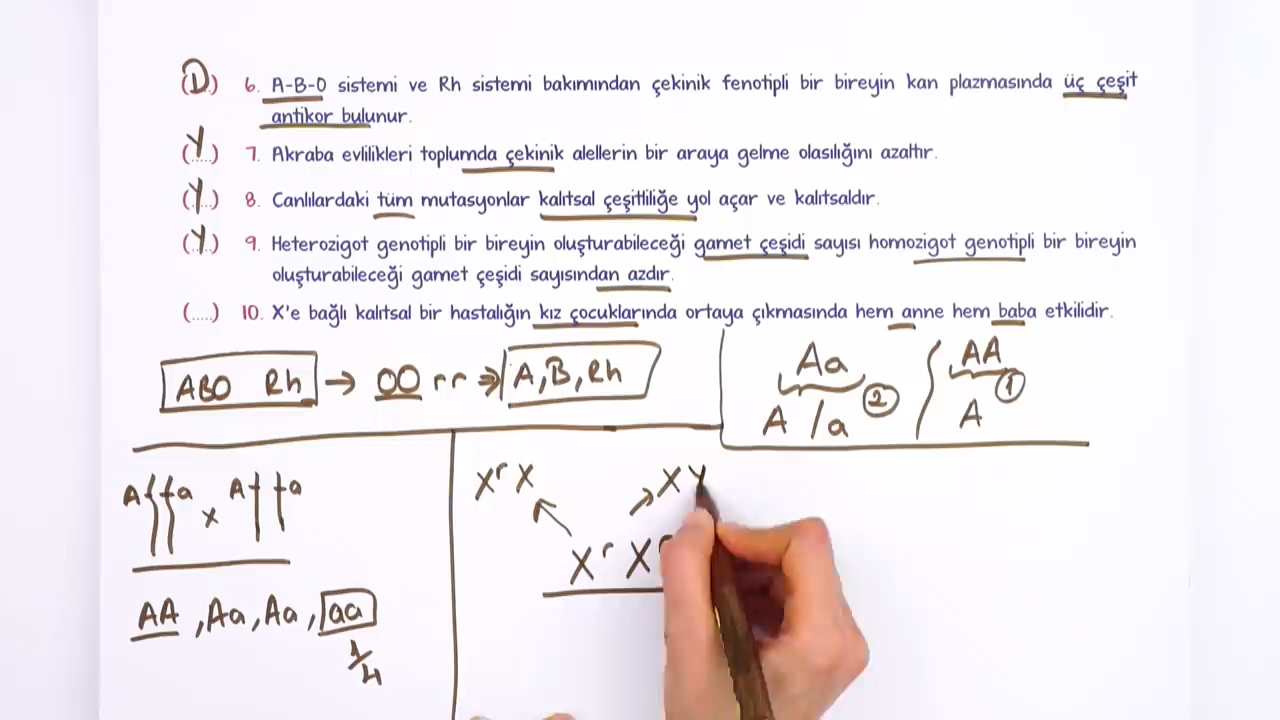 (D) 6. A-B-0 sistemi ve Rh sistemi bakımından çekinik fenotipli bir bireyin kan plazmasında üç çeşit
antikor bulunur.
(Y) 7. Akraba evlilikleri toplumda çekinik alellerin bir araya gelme olasılığını azaltır.
(Y) 8. Canlılardaki tüm mutasyonlar kalıtsal çeşitliliğe yol açar ve kalıtsaldır.
(Y) 9. Heterozigot genotipli bir bireyin oluşturabileceği gamet çeşidi sayısı homozigot genotipli bir bireyin
oluşturabileceği gamet çeşidi sayısından azdır.
(.....) 10. X'e bağlı kalıtsal bir hastalığın kız çocuklarında ortaya çıkmasında hem anne hem baba etkilidir.
ABO Rh → OO rr → A, B, Rh
Aa
A / a 2
AA 1
A
A a x A a
AA, Aa, Aa, aa
1/4
XʳX XY
Xʳ Xʳ